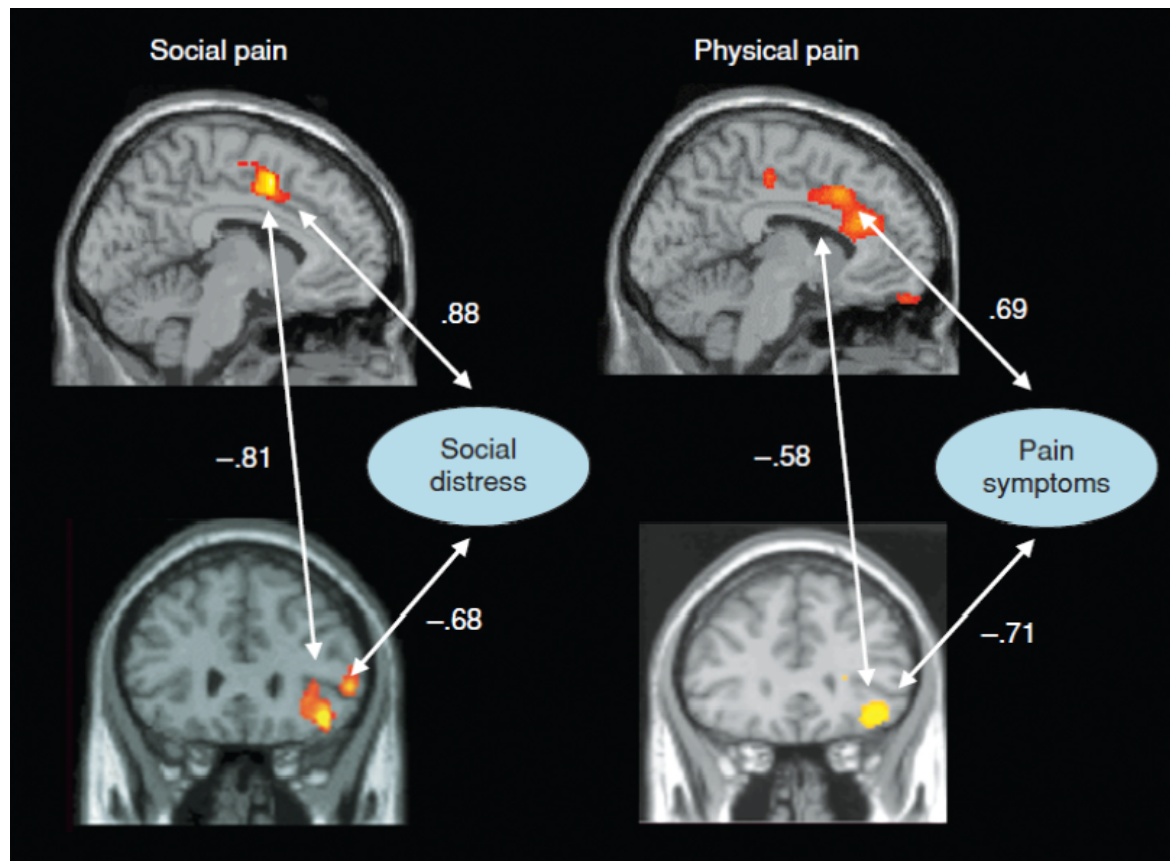 Social pain
Physical pain
.88
.69
–.81
Social
distress
–.58
Pain
symptoms
–.68
–.71